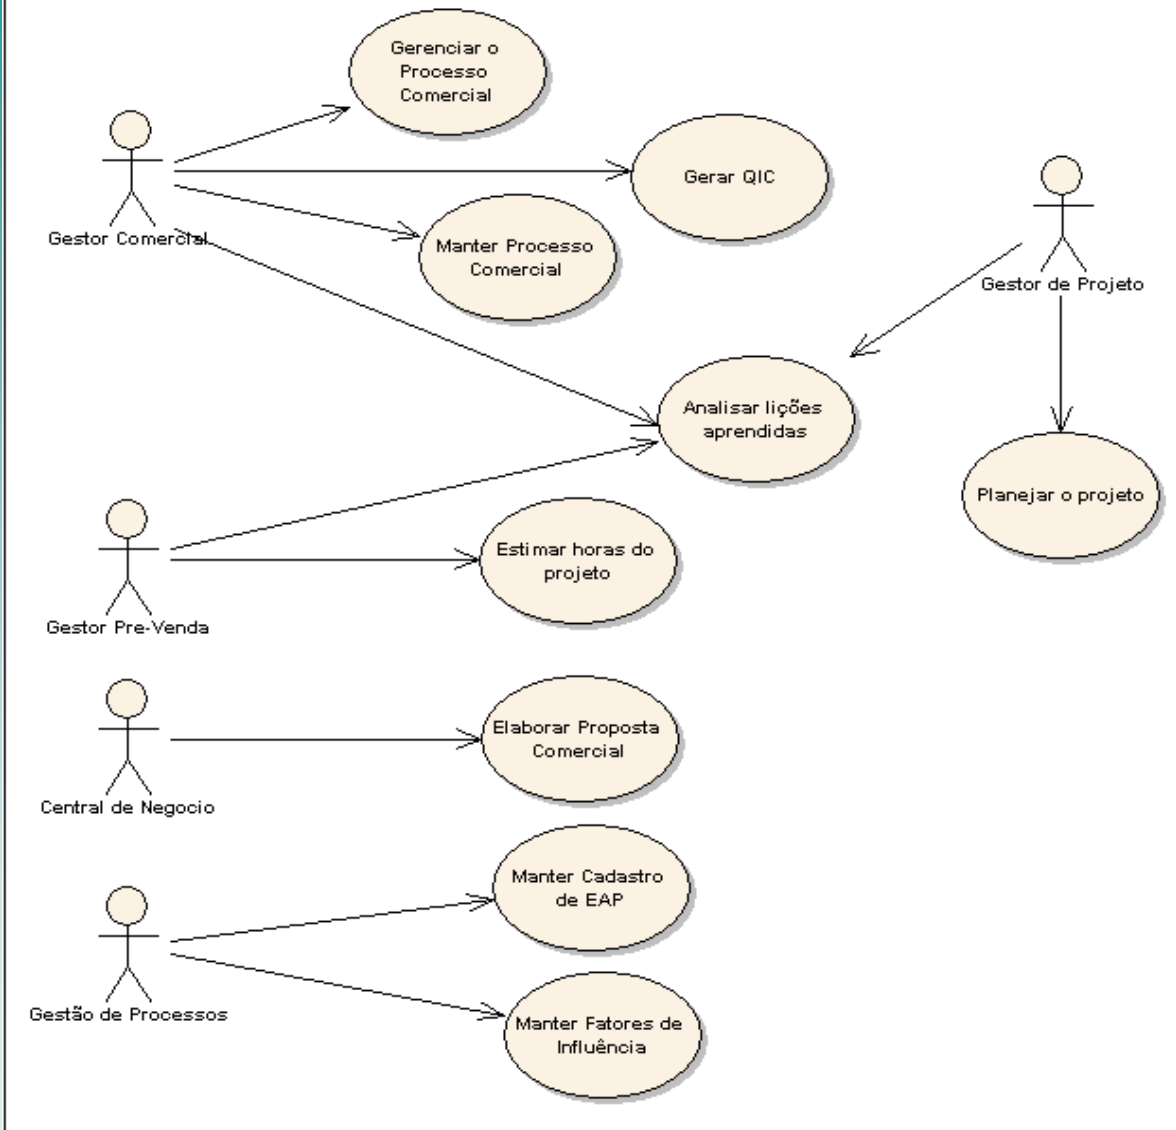 Gerenciar o
Processo
Comercial
Gerar QIC
Gestor Comercial
Manter Processo
Comercial
Gestor de Projeto
Analisar lições
aprendidas
Planejar o projeto
Estimar horas do
projeto
Gestor Pre-Venda
Elaborar Proposta
Comercial
Central de Negocio
Manter Cadastro
de EAP
Gestão de Processos
Manter Fatores de
Influência